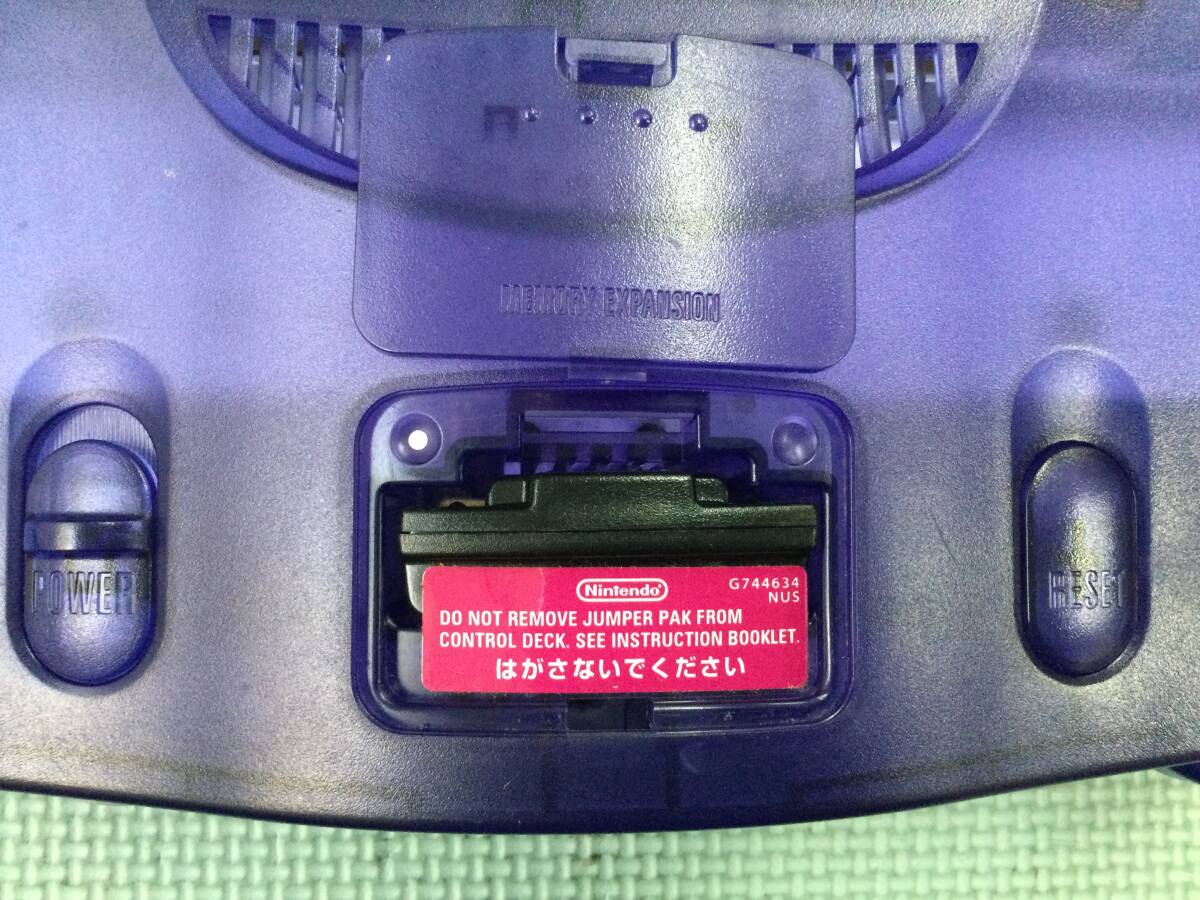 MEMORY EXPANSION
POWER
RESET
Nintendo
G744634
NUS
DO NOT REMOVE JUMPER PAK FROM
CONTROL DECK. SEE INSTRUCTION BOOKLET.
はがさないでください